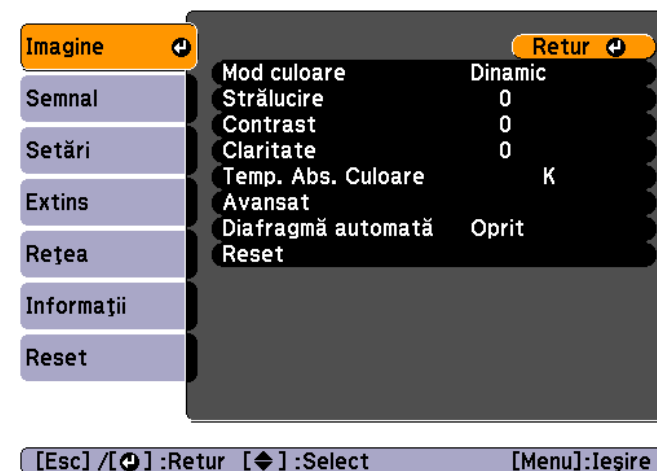 Imagine
Semnal
Setări
Extins
Reţea
Informaţii
Reset
Retur
Mod culoare Dinamic
Strălucire 0
Contrast 0
Claritate 0
Temp. Abs. Culoare K
Avansat
Diafragmă automată Oprit
Reset
[Esc] /[ ] :Retur [ ] :Select [Menu]:Ieşire